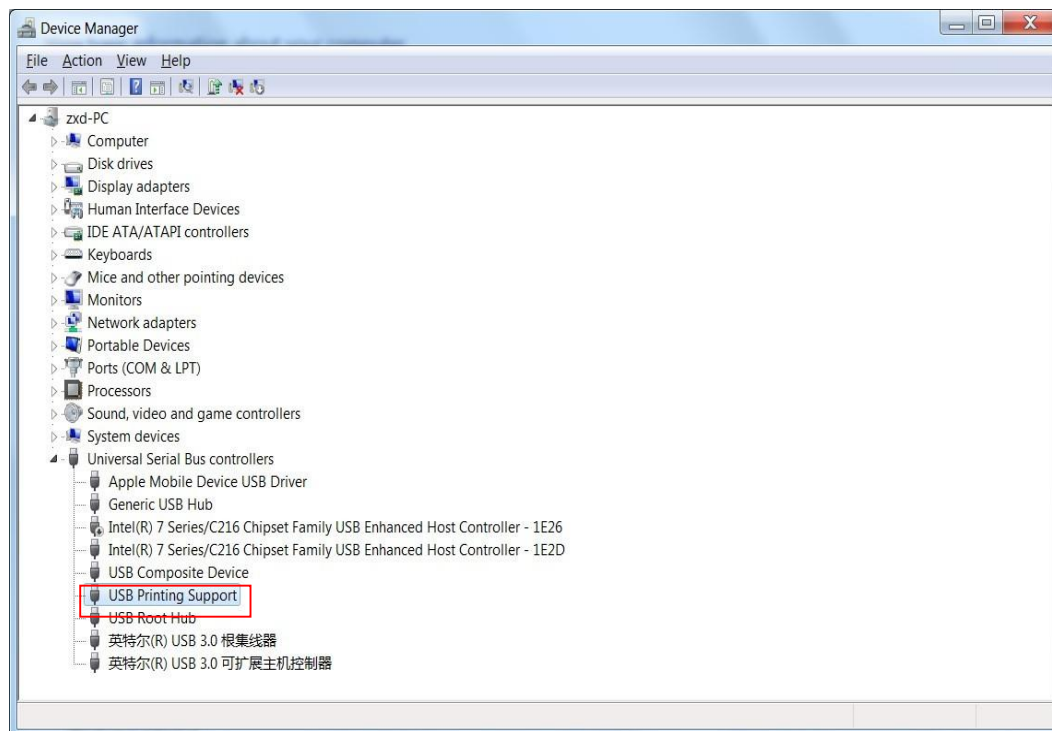 Device Manager
File Action View Help
zxd-PC
Computer
Disk drives
Display adapters
Human Interface Devices
IDE ATA/ATAPI controllers
Keyboards
Mice and other pointing devices
Monitors
Network adapters
Portable Devices
Ports (COM & LPT)
Processors
Sound, video and game controllers
System devices
Universal Serial Bus controllers
Apple Mobile Device USB Driver
Generic USB Hub
Intel(R) 7 Series/C216 Chipset Family USB Enhanced Host Controller - 1E26
Intel(R) 7 Series/C216 Chipset Family USB Enhanced Host Controller - 1E2D
USB Composite Device
USB Printing Support
USB Root Hub
英特尔(R) USB 3.0 根集线器
英特尔(R) USB 3.0 可扩展主机控制器